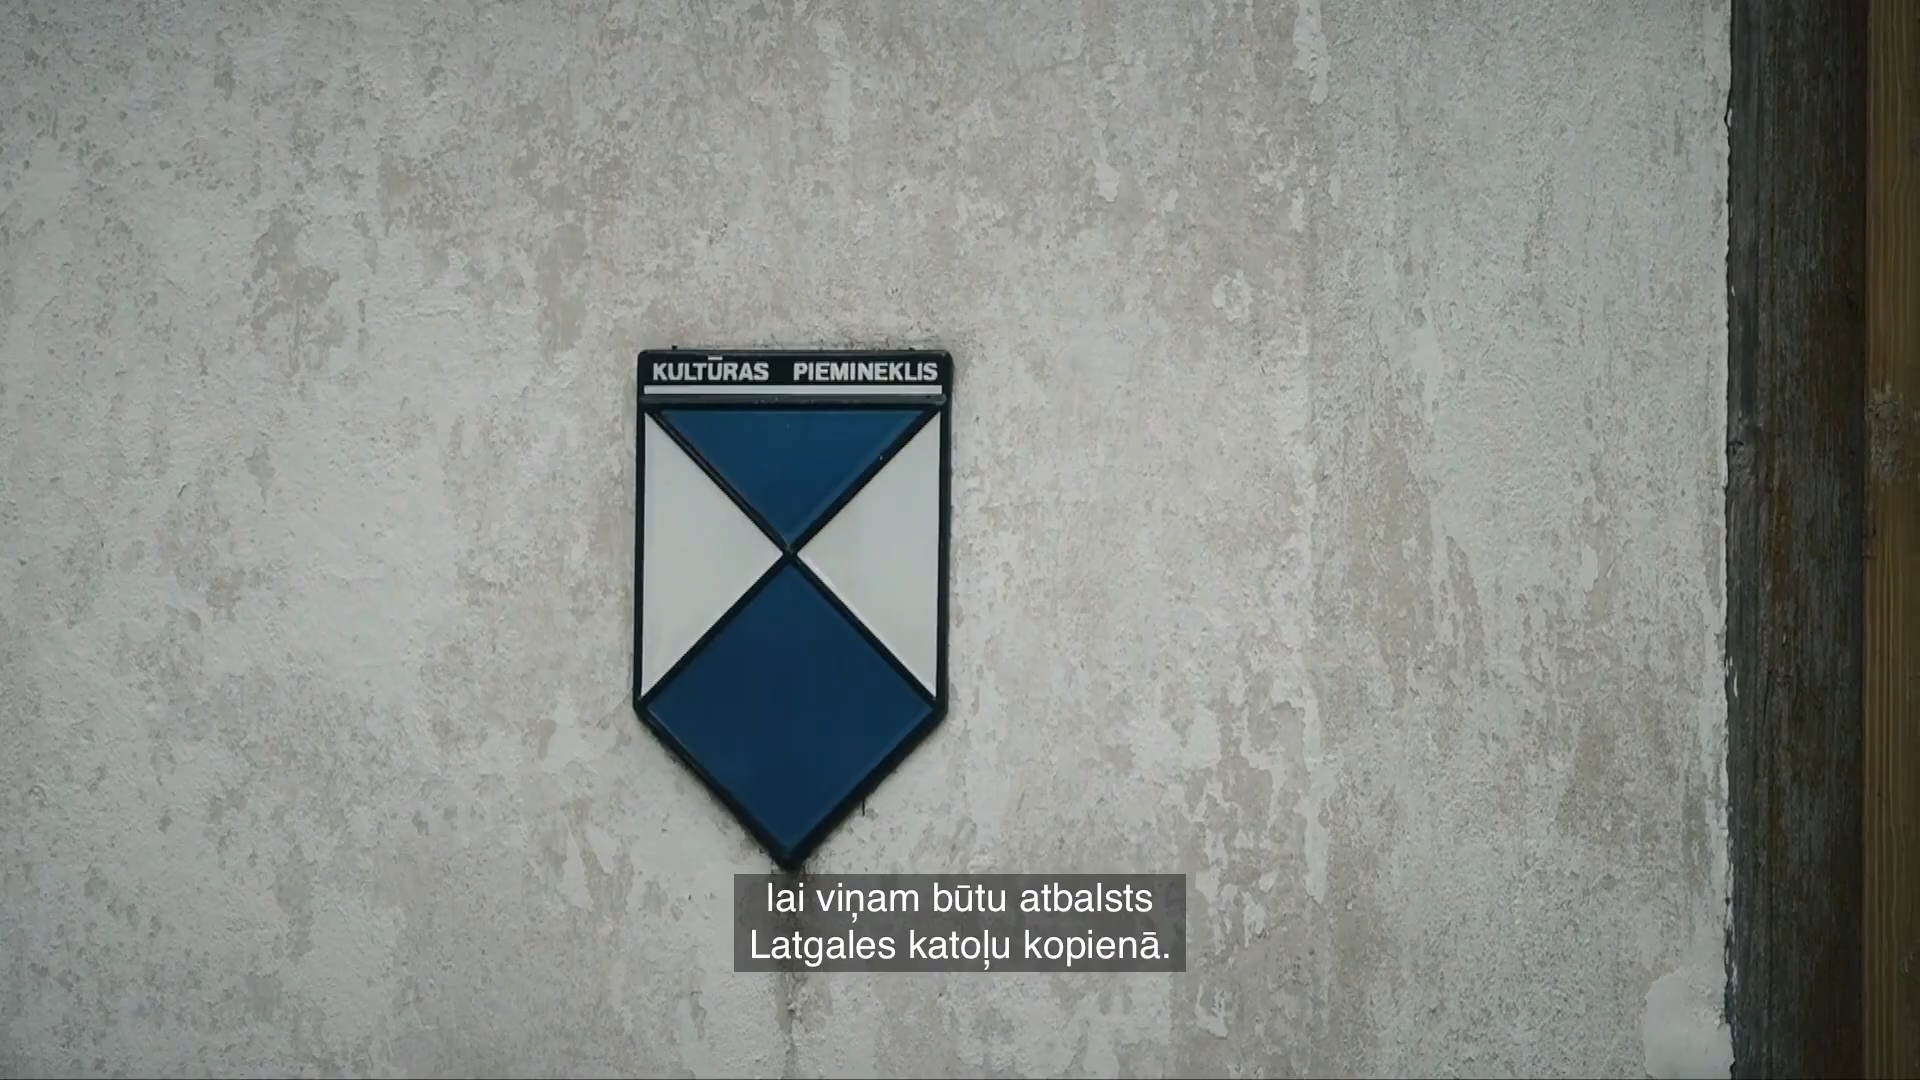 KULTŪRAS PIEMINEKLIS
lai viņam būtu atbalsts
Latgales katoļu kopienā.